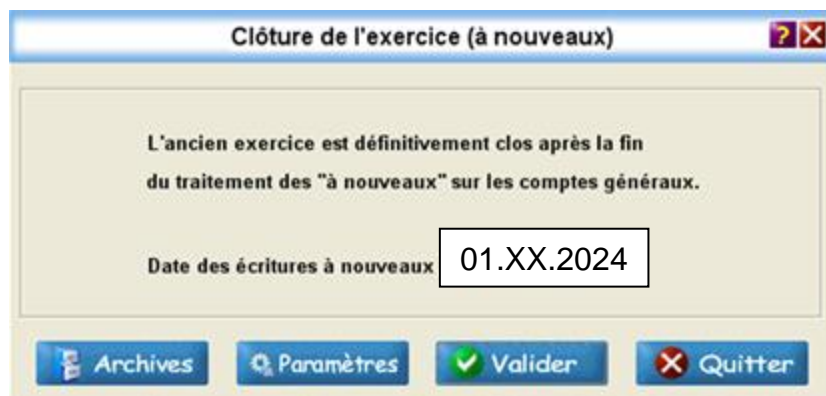 Clôture de l'exercice (à nouveaux)
?
L'ancien exercice est définitivement clos après la fin
du traitement des "à nouveaux" sur les comptes généraux.
Date des écritures à nouveaux 01.XX.2024
Archives Paramètres Valider Quitter